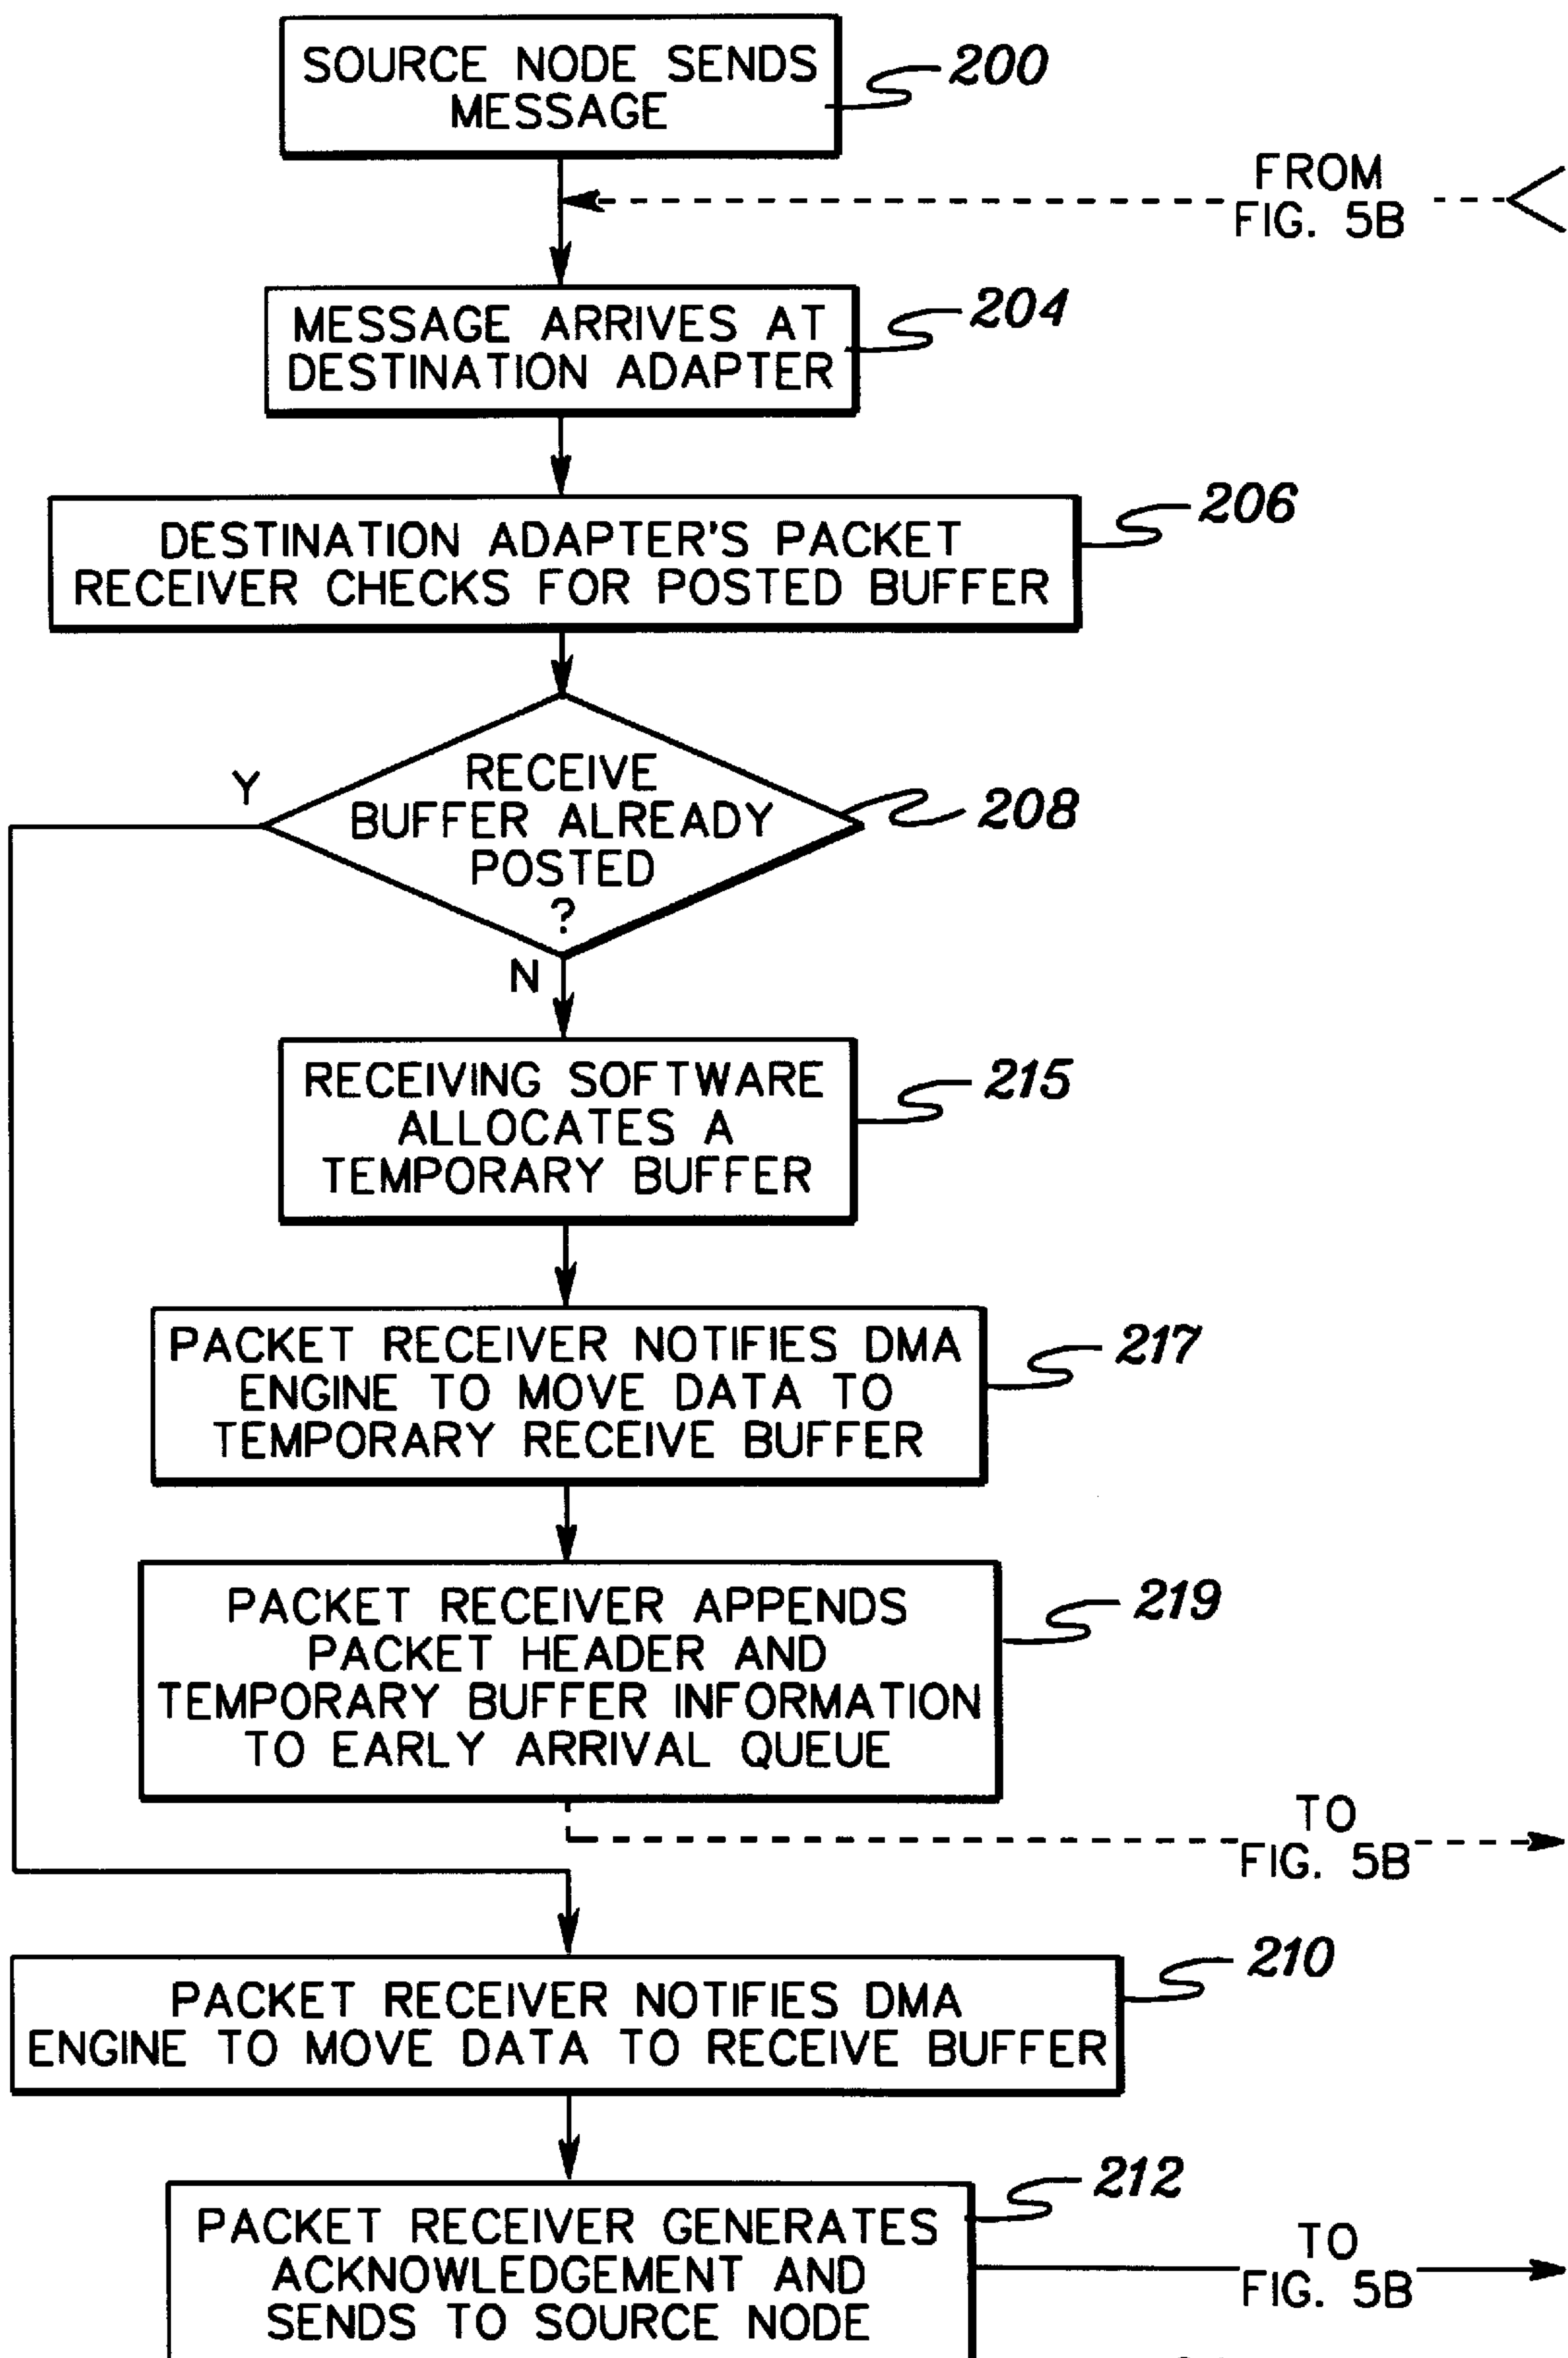 SOURCE NODE SENDS
MESSAGE
200
FROM
FIG. 5B
MESSAGE ARRIVES AT
DESTINATION ADAPTER
204
DESTINATION ADAPTER'S PACKET
RECEIVER CHECKS FOR POSTED BUFFER
206
Y
RECEIVE
BUFFER ALREADY
POSTED
?
208
N
RECEIVING SOFTWARE
ALLOCATES A
TEMPORARY BUFFER
215
PACKET RECEIVER NOTIFIES DMA
ENGINE TO MOVE DATA TO
TEMPORARY RECEIVE BUFFER
217
PACKET RECEIVER APPENDS
PACKET HEADER AND
TEMPORARY BUFFER INFORMATION
TO EARLY ARRIVAL QUEUE
219
TO
FIG. 5B
PACKET RECEIVER NOTIFIES DMA
ENGINE TO MOVE DATA TO RECEIVE BUFFER
210
PACKET RECEIVER GENERATES
ACKNOWLEDGEMENT AND
SENDS TO SOURCE NODE
212
TO
FIG. 5B